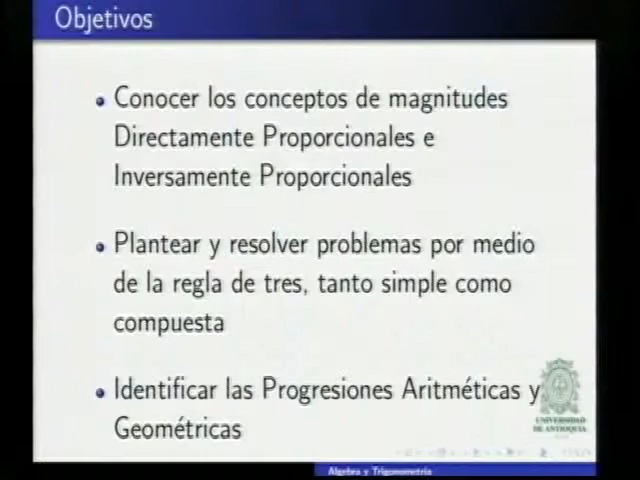 Objetivos
Conocer los conceptos de magnitudes
Directamente Proporcionales e
Inversamente Proporcionales
Plantear y resolver problemas por medio
de la regla de tres, tanto simple como
compuesta
Identificar las Progresiones Aritméticas y
Geométricas
UNIVERSIDAD
DE ANTIOQUIA
Algebra y Trigonometría